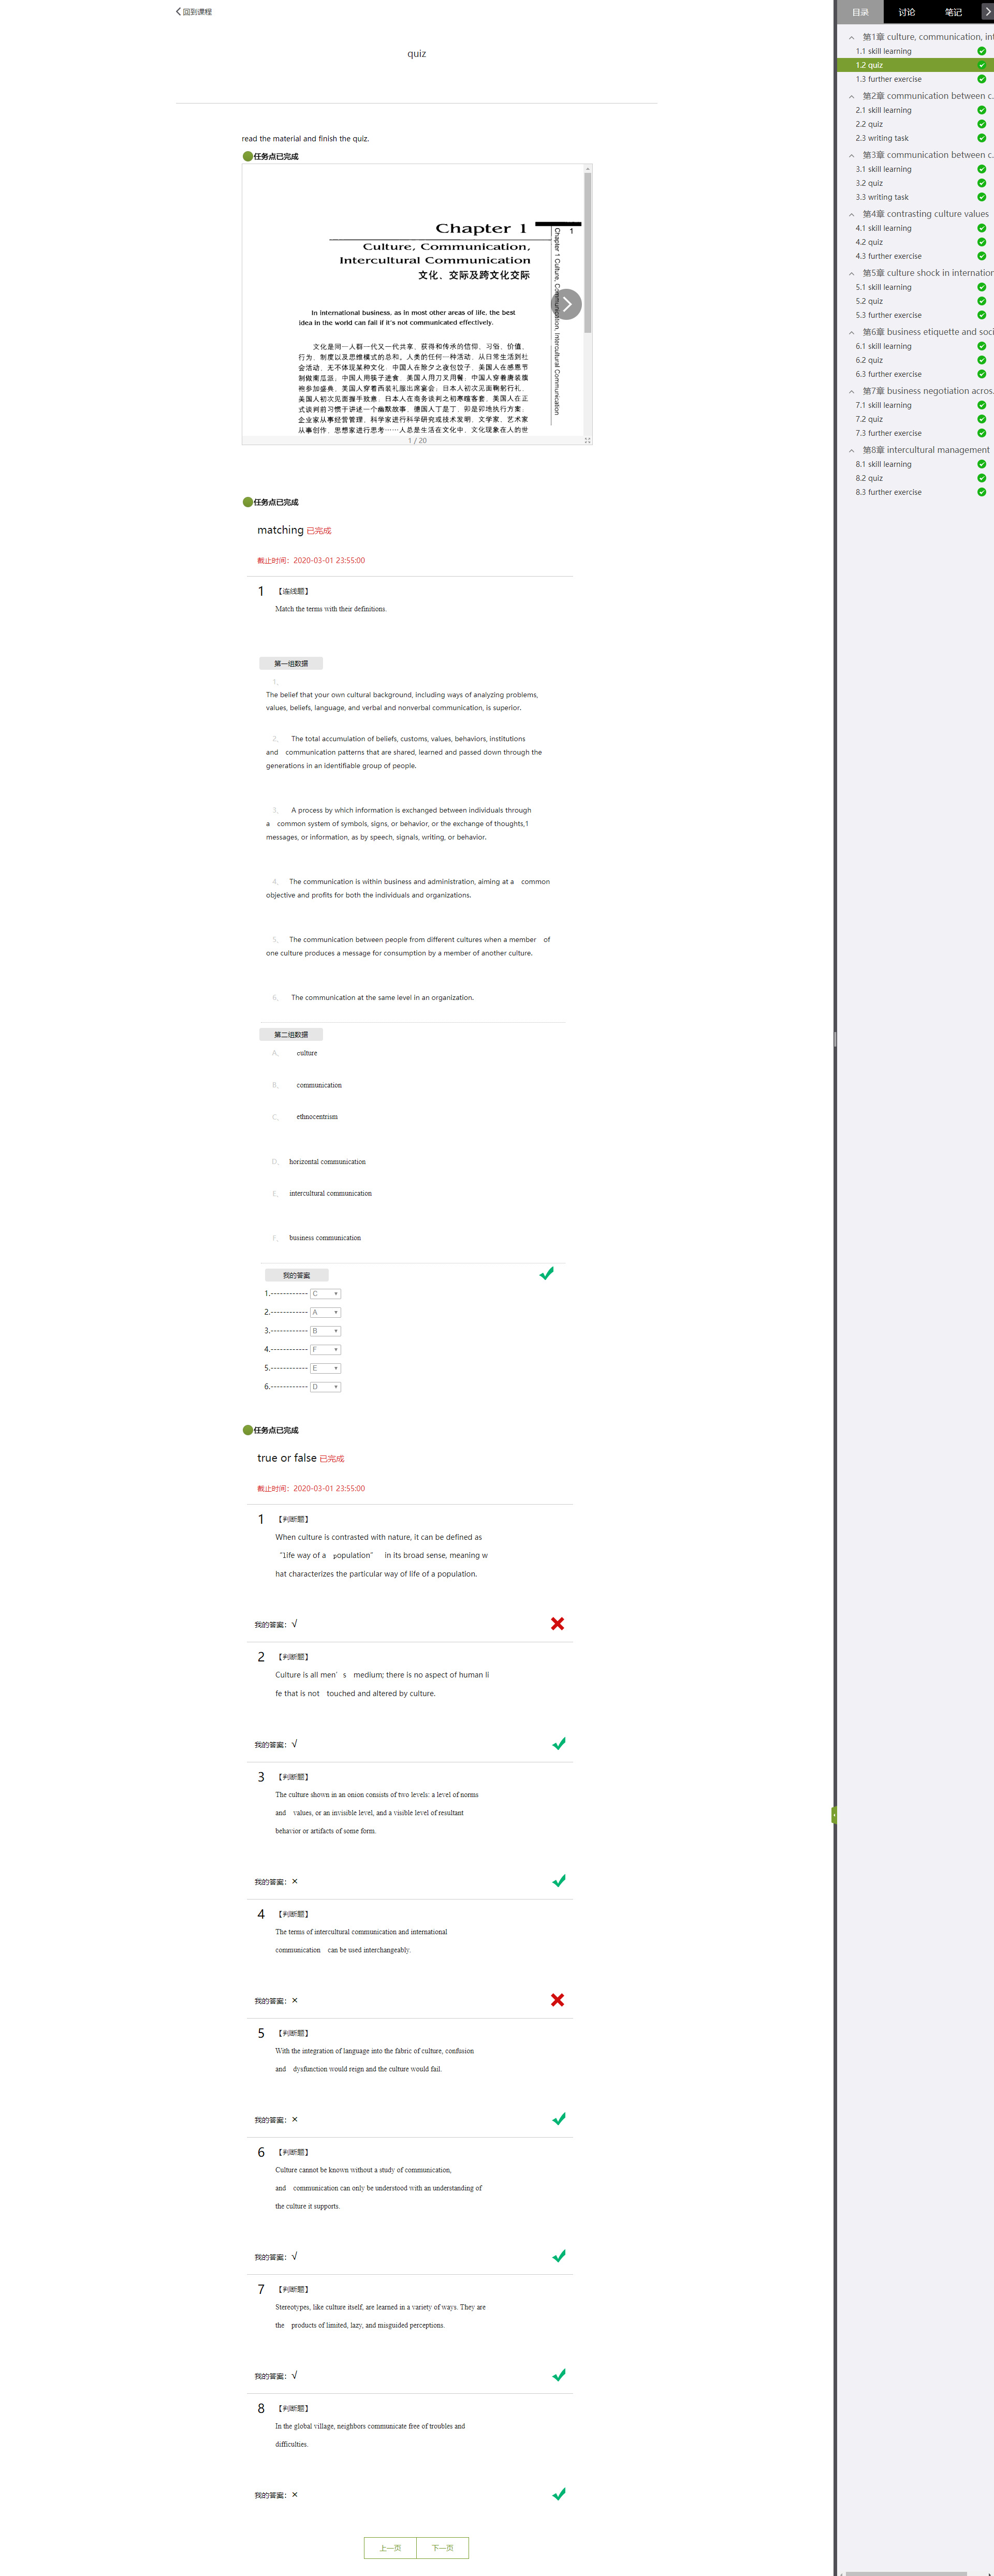 回到课程
quiz
read the material and finish the quiz.
任务点已完成
Chapter 1
Culture, Communication,
Intercultural Communication
文化、交际及跨文化交际
1
Chapter 1 Culture, Communication, Intercultural Communication
In international business, as in most other areas of life, the best
idea in the world can fail if it's not communicated effectively.
文化是同一人群一代又一代共享、获得和传承的信仰、习俗、价值、
行为、制度以及思维模式的总和。人类的任何一种活动，从日常生活到社
会活动，无不体现某种文化：中国人在除夕之夜包饺子，美国人在感恩节
制做南瓜派；中国人用筷子进食，美国人用刀叉用餐；中国人穿着唐装旗
袍参加盛典，美国人穿着西装礼服出席宴会；日本人初次见面鞠躬行礼，
美国人初次见面握手致意；日本人在商务谈判之初寒暄客套，美国人在正
式谈判前习惯于讲述一个幽默故事，德国人丁是丁、卯是卯地执行方案；
企业家从事经营管理，科学家进行科学研究或技术发明，文学家、艺术家
从事创作，思想家进行思考……人总是生活在文化中，文化现象在人的世
1 / 20
任务点已完成
matching 已完成
截止时间：2020-03-01 23:55:00
1 【连线题】
Match the terms with their definitions.
第一组数据
1、
The belief that your own cultural background, including ways of analyzing problems,
values, beliefs, language, and verbal and nonverbal communication, is superior.
2、 The total accumulation of beliefs, customs, values, behaviors, institutions
and communication patterns that are shared, learned and passed down through the
generations in an identifiable group of people.
3、 A process by which information is exchanged between individuals through
a common system of symbols, signs, or behavior, or the exchange of thoughts,1
messages, or information, as by speech, signals, writing, or behavior.
4、 The communication is within business and administration, aiming at a common
objective and profits for both the individuals and organizations.
5、 The communication between people from different cultures when a member of
one culture produces a message for consumption by a member of another culture.
6、 The communication at the same level in an organization.
第二组数据
A、 culture
B、 communication
C、 ethnocentrism
D、 horizontal communication
E、 intercultural communication
F、 business communication
我的答案
1.------------ C
2.------------ A
3.------------ B
4.------------ F
5.------------ E
6.------------ D
任务点已完成
true or false 已完成
截止时间：2020-03-01 23:55:00
1 【判断题】
When culture is contrasted with nature, it can be defined as
“life way of a population” in its broad sense, meaning w
hat characterizes the particular way of life of a population.
我的答案：√
2 【判断题】
Culture is all men’s medium; there is no aspect of human li
fe that is not touched and altered by culture.
我的答案：√
3 【判断题】
The culture shown in an onion consists of two levels: a level of norms
and values, or an invisible level, and a visible level of resultant
behavior or artifacts of some form.
我的答案：×
4 【判断题】
The terms of intercultural communication and international
communication can be used interchangeably.
我的答案：×
5 【判断题】
With the integration of language into the fabric of culture, confusion
and dysfunction would reign and the culture would fail.
我的答案：×
6 【判断题】
Culture cannot be known without a study of communication,
and communication can only be understood with an understanding of
the culture it supports.
我的答案：√
7 【判断题】
Stereotypes, like culture itself, are learned in a variety of ways. They are
the products of limited, lazy, and misguided perceptions.
我的答案：√
8 【判断题】
In the global village, neighbors communicate free of troubles and
difficulties.
我的答案：×
上一页 下一页
目录 讨论 笔记
第1章 culture, communication, int
1.1 skill learning
1.2 quiz
1.3 further exercise
第2章 communication between c.
2.1 skill learning
2.2 quiz
2.3 writing task
第3章 communication between c.
3.1 skill learning
3.2 quiz
3.3 writing task
第4章 contrasting culture values
4.1 skill learning
4.2 quiz
4.3 further exercise
第5章 culture shock in internation
5.1 skill learning
5.2 quiz
5.3 further exercise
第6章 business etiquette and soci
6.1 skill learning
6.2 quiz
6.3 further exercise
第7章 business negotiation acros.
7.1 skill learning
7.2 quiz
7.3 further exercise
第8章 intercultural management
8.1 skill learning
8.2 quiz
8.3 further exercise